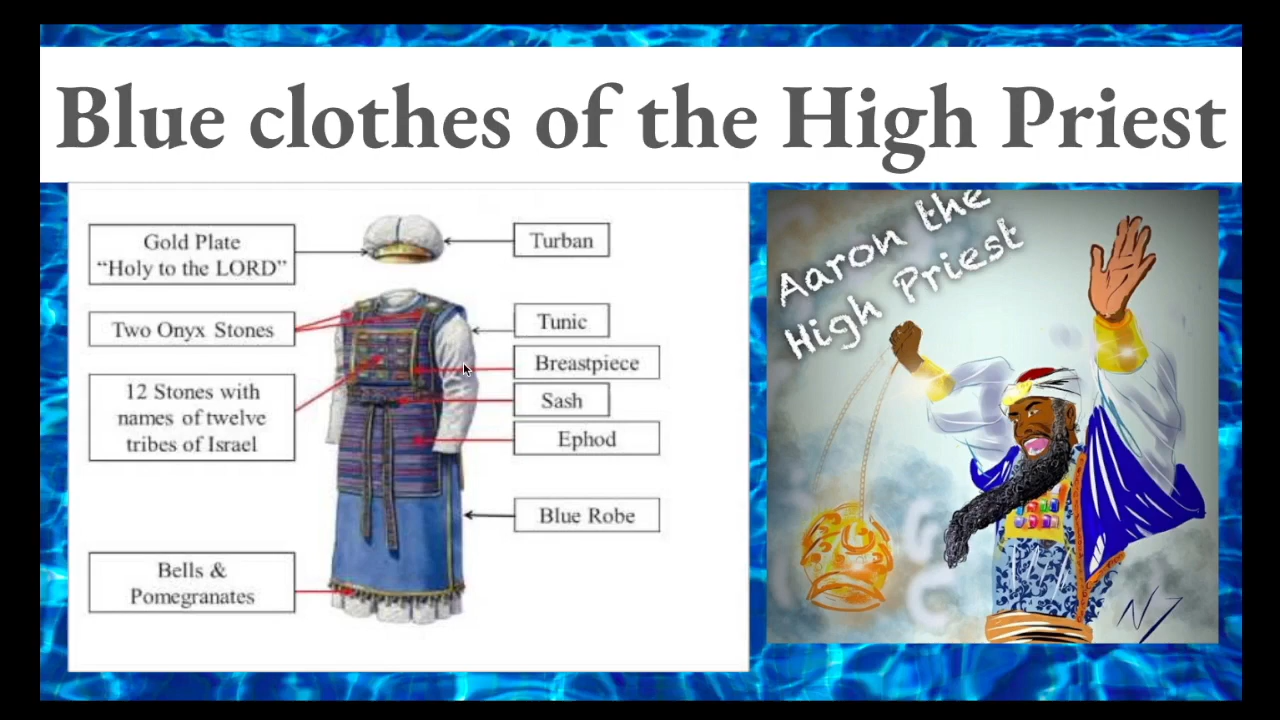 Blue clothes of the High Priest
Gold Plate
“Holy to the LORD”
Two Onyx Stones
12 Stones with
names of twelve
tribes of Israel
Bells &
Pomegranates
Turban
Tunic
Breastpiece
Sash
Ephod
Blue Robe
Aaron the
High Priest
NJ